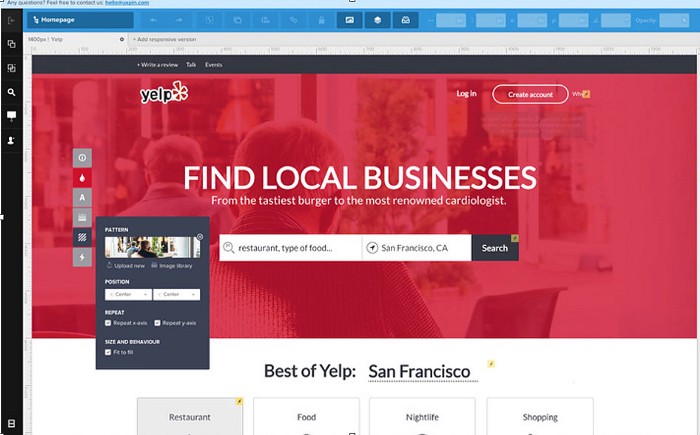 Any questions? Feel free to contact us: hello@uxpin.com
Homepage
Opacity:
1400px | Yelp
+ Add responsive version
+ Write a review
Talk
Events
yelp
Log in
Create account
FIND LOCAL BUSINESSES
From the tastiest burger to the most renowned cardiologist.
A
PATTERN
Upload new
Image library
POSITION
Center
Center
REPEAT
Repeat x-axis
Repeat y-axis
SIZE AND BEHAVIOUR
Fit to fill
restaurant, type of food...
San Francisco, CA
Search
Best of Yelp: San Francisco
Restaurant
Food
Nightlife
Shopping